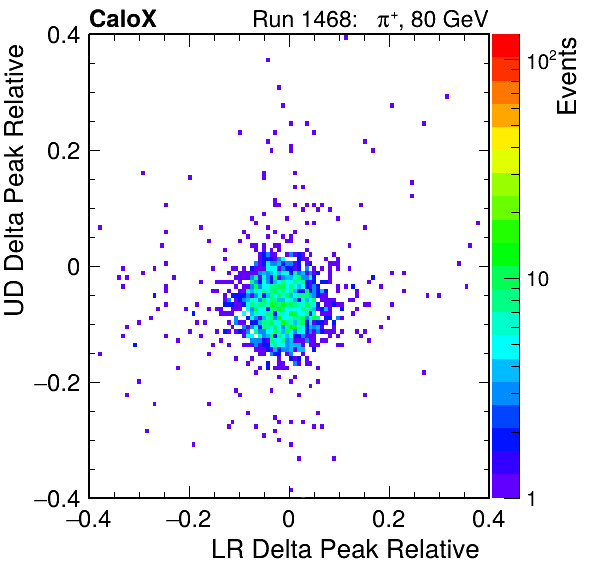 CaloX Run 1468: π⁺, 80 GeV
0.4
0.2
0
−0.2
−0.4
−0.4 −0.2 0 0.2 0.4
UD Delta Peak Relative
LR Delta Peak Relative
10²
10
1
Events